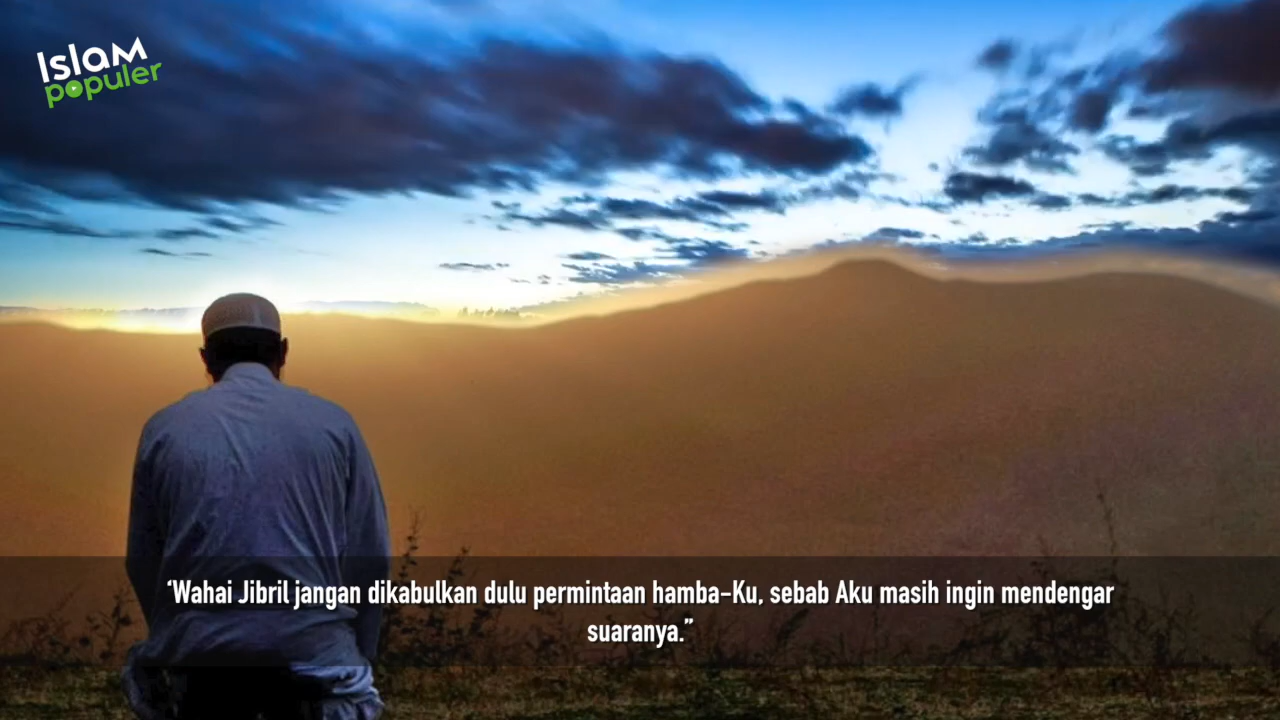 Islam
populer
“Wahai Jibril jangan dikabulkan dulu permintaan hamba-Ku, sebab Aku masih ingin mendengar
suaranya.”